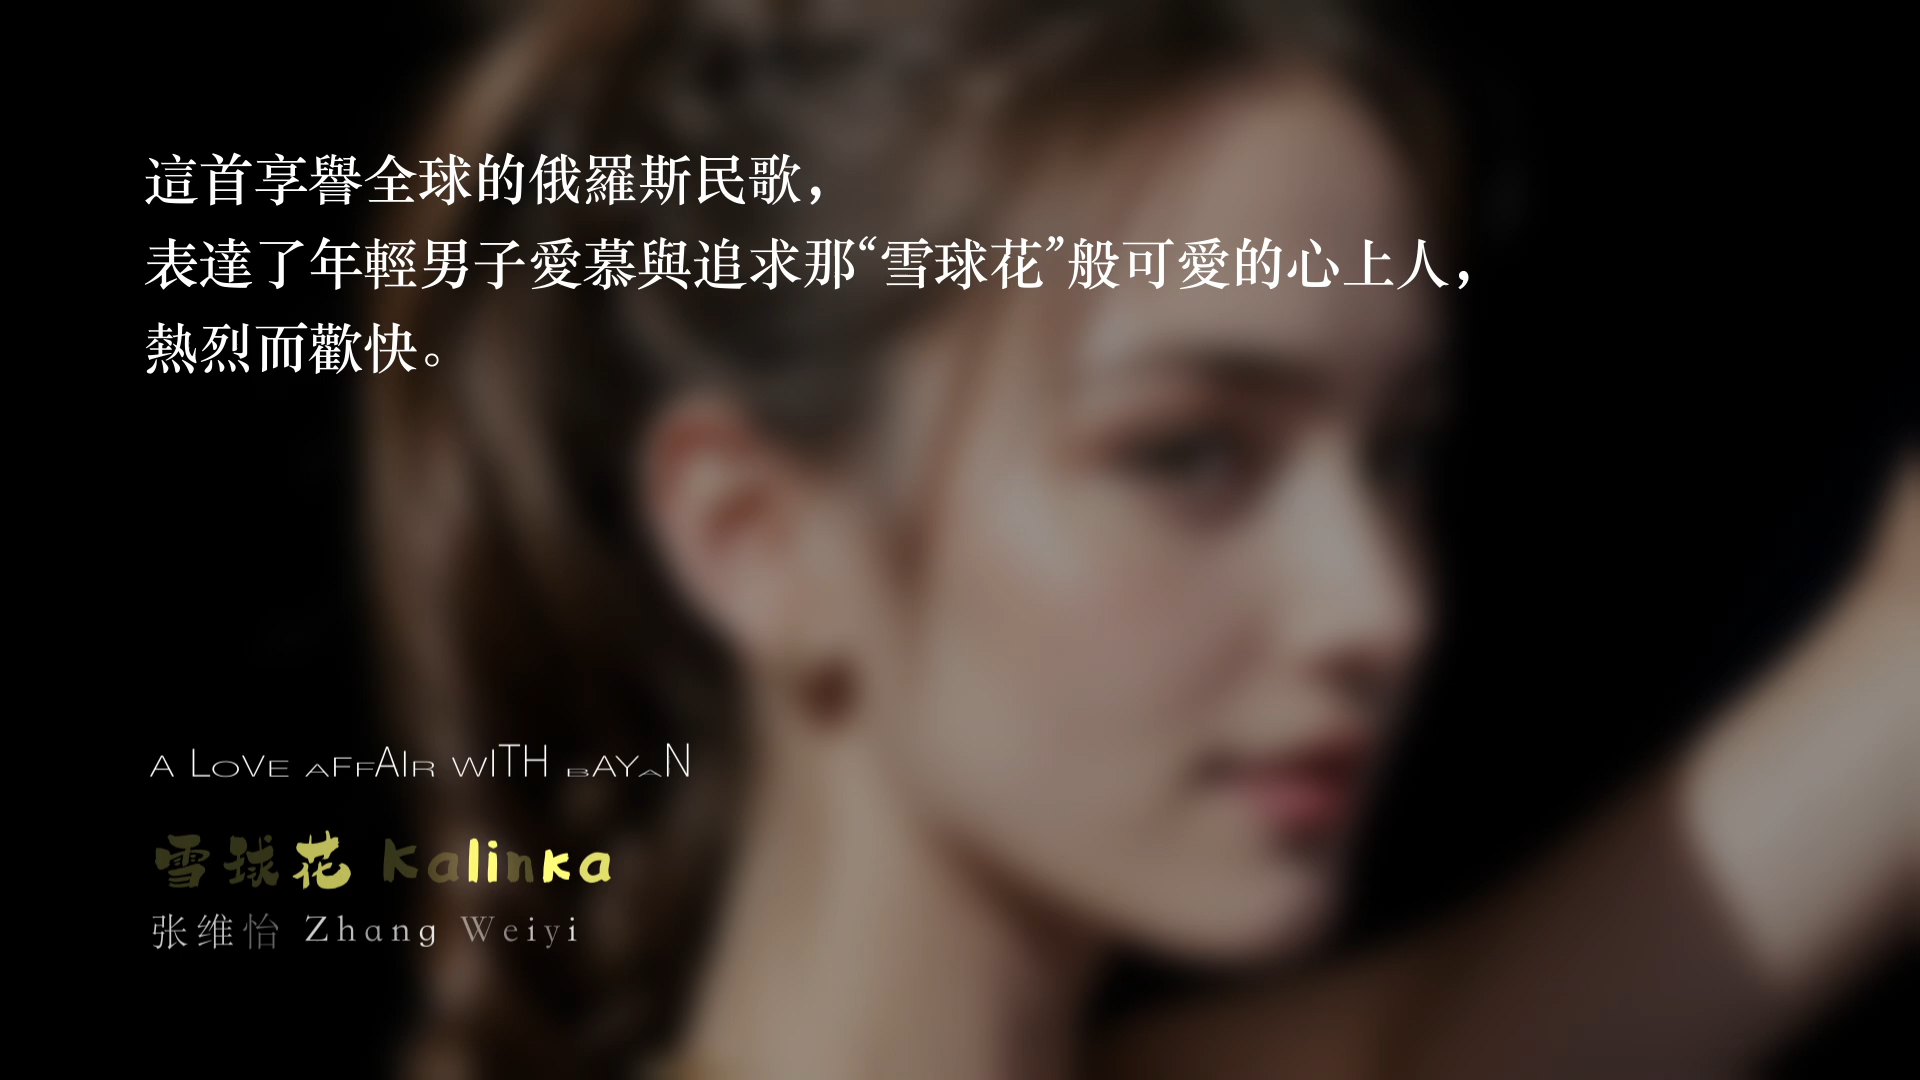 這首享譽全球的俄羅斯民歌，
表達了年輕男子愛慕與追求那“雪球花”般可愛的心上人，
熱烈而歡快。
A LOVE AFFAIR WITH BAYAN
雪球花 Kalinka
张维怡 Zhang Weiyi